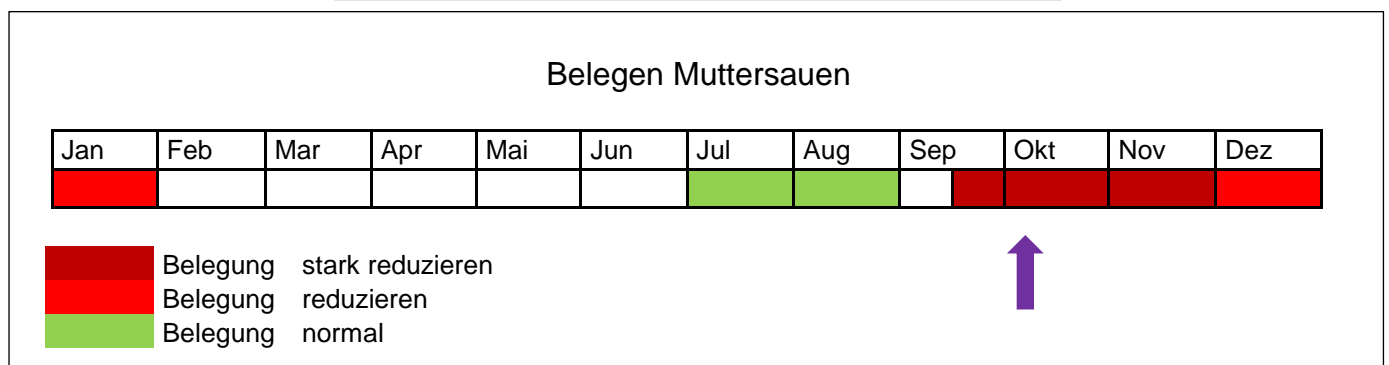 Belegen Muttersauen
Jan Feb Mar Apr Mai Jun Jul Aug Sep Okt Nov Dez
Belegung stark reduzieren
Belegung reduzieren
Belegung normal